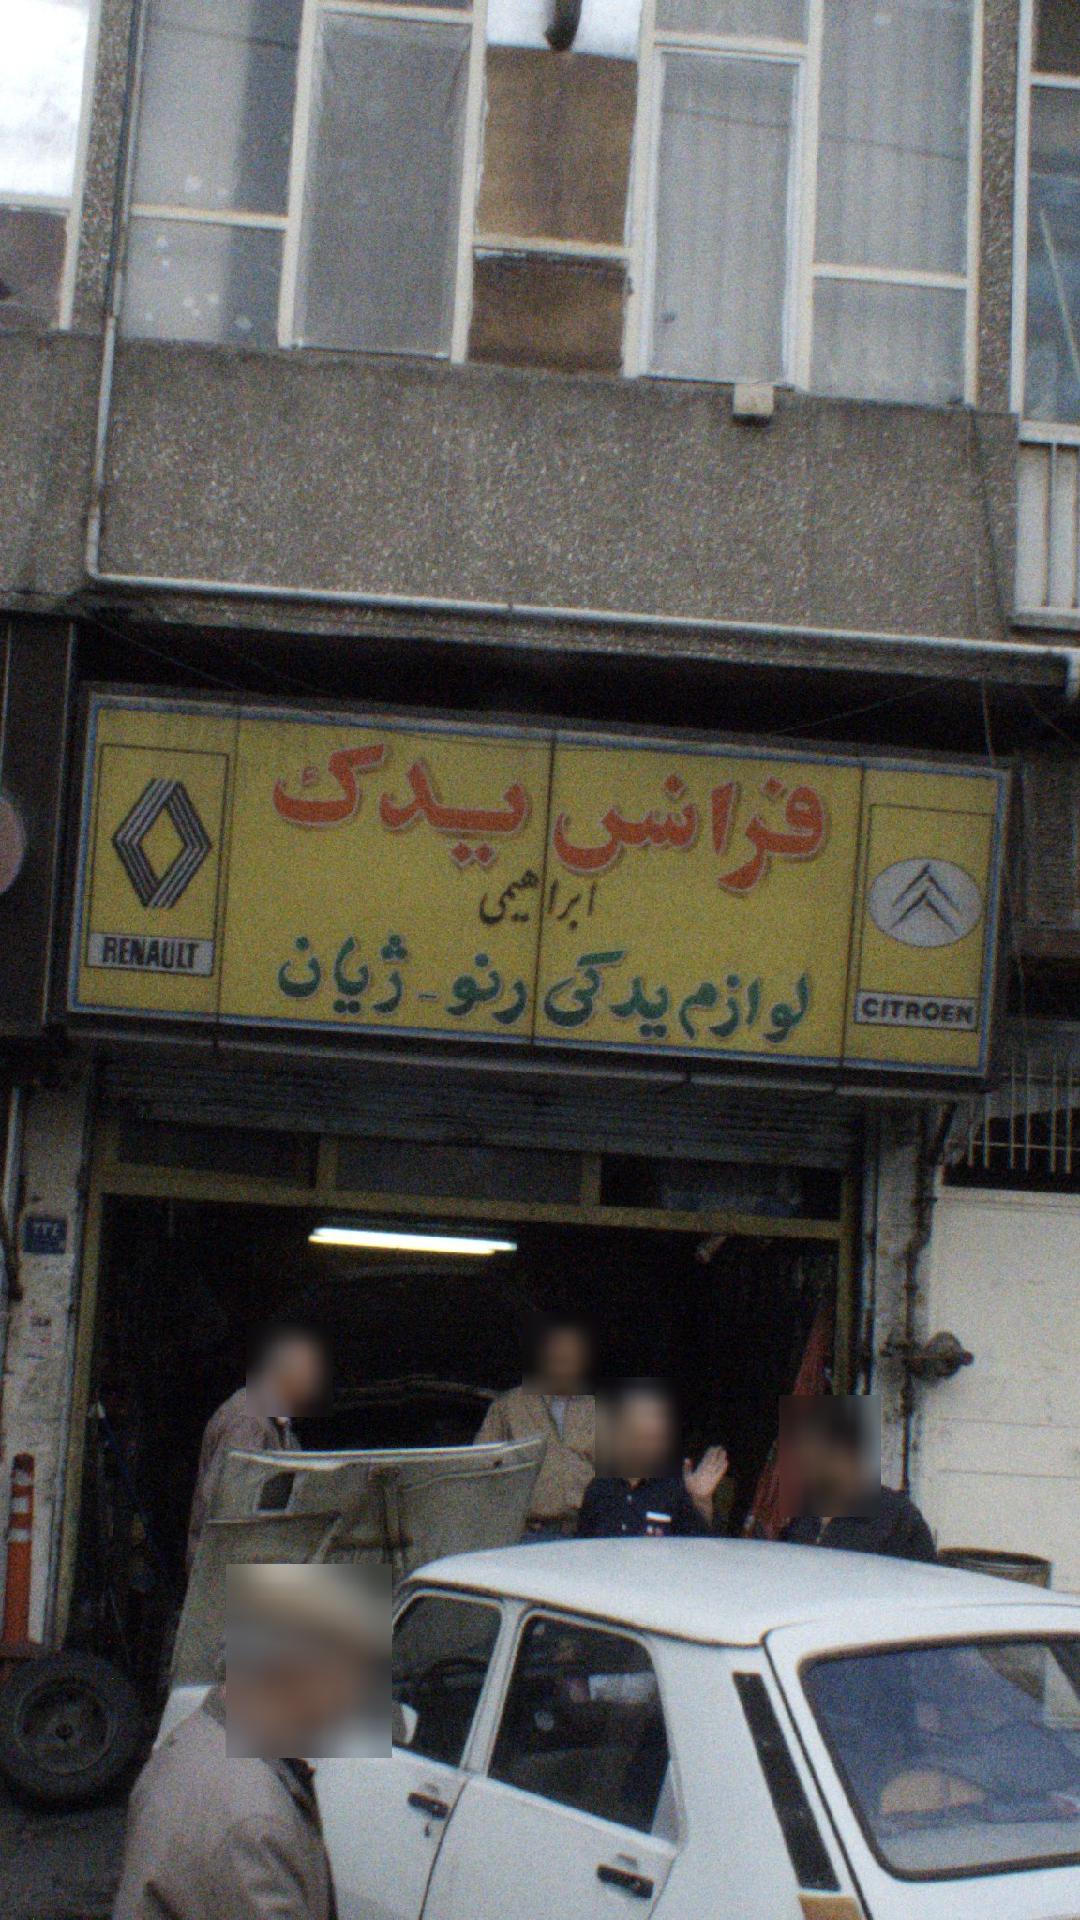 فرانس یدک
ابراهیمی
لوازم یدکی رنو - ژیان
RENAULT
CITROEN